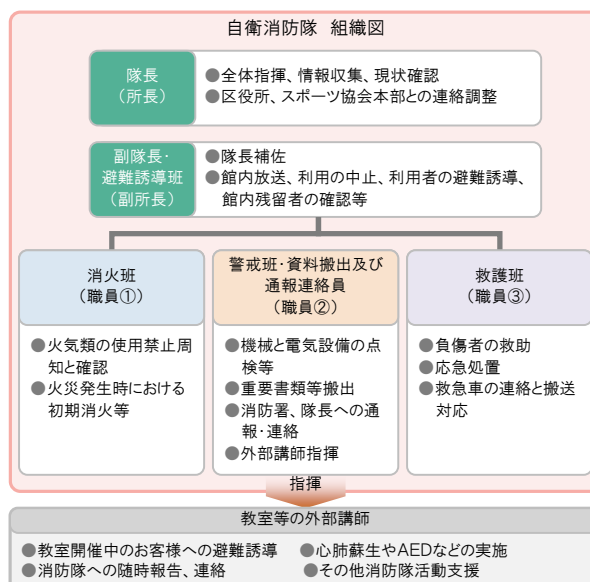 自衛消防隊 組織図
隊長
（所長）
●全体指揮、情報収集、現状確認
●区役所、スポーツ協会本部との連絡調整
副隊長・
避難誘導班
（副所長）
●隊長補佐
●館内放送、利用の中止、利用者の避難誘導、
館内残留者の確認等
消火班
（職員①）
●火気類の使用禁止周
知と確認
●火災発生時における
初期消火等
警戒班・資料搬出及び
通報連絡員
（職員②）
●機械と電気設備の点
検等
●重要書類等搬出
●消防署、隊長への通
報・連絡
●外部講師指揮
救護班
（職員③）
●負傷者の救助
●応急処置
●救急車の連絡と搬送
対応
指揮
教室等の外部講師
●教室開催中のお客様への避難誘導
●消防隊への随時報告、連絡
●心肺蘇生やAEDなどの実施
●その他消防隊活動支援